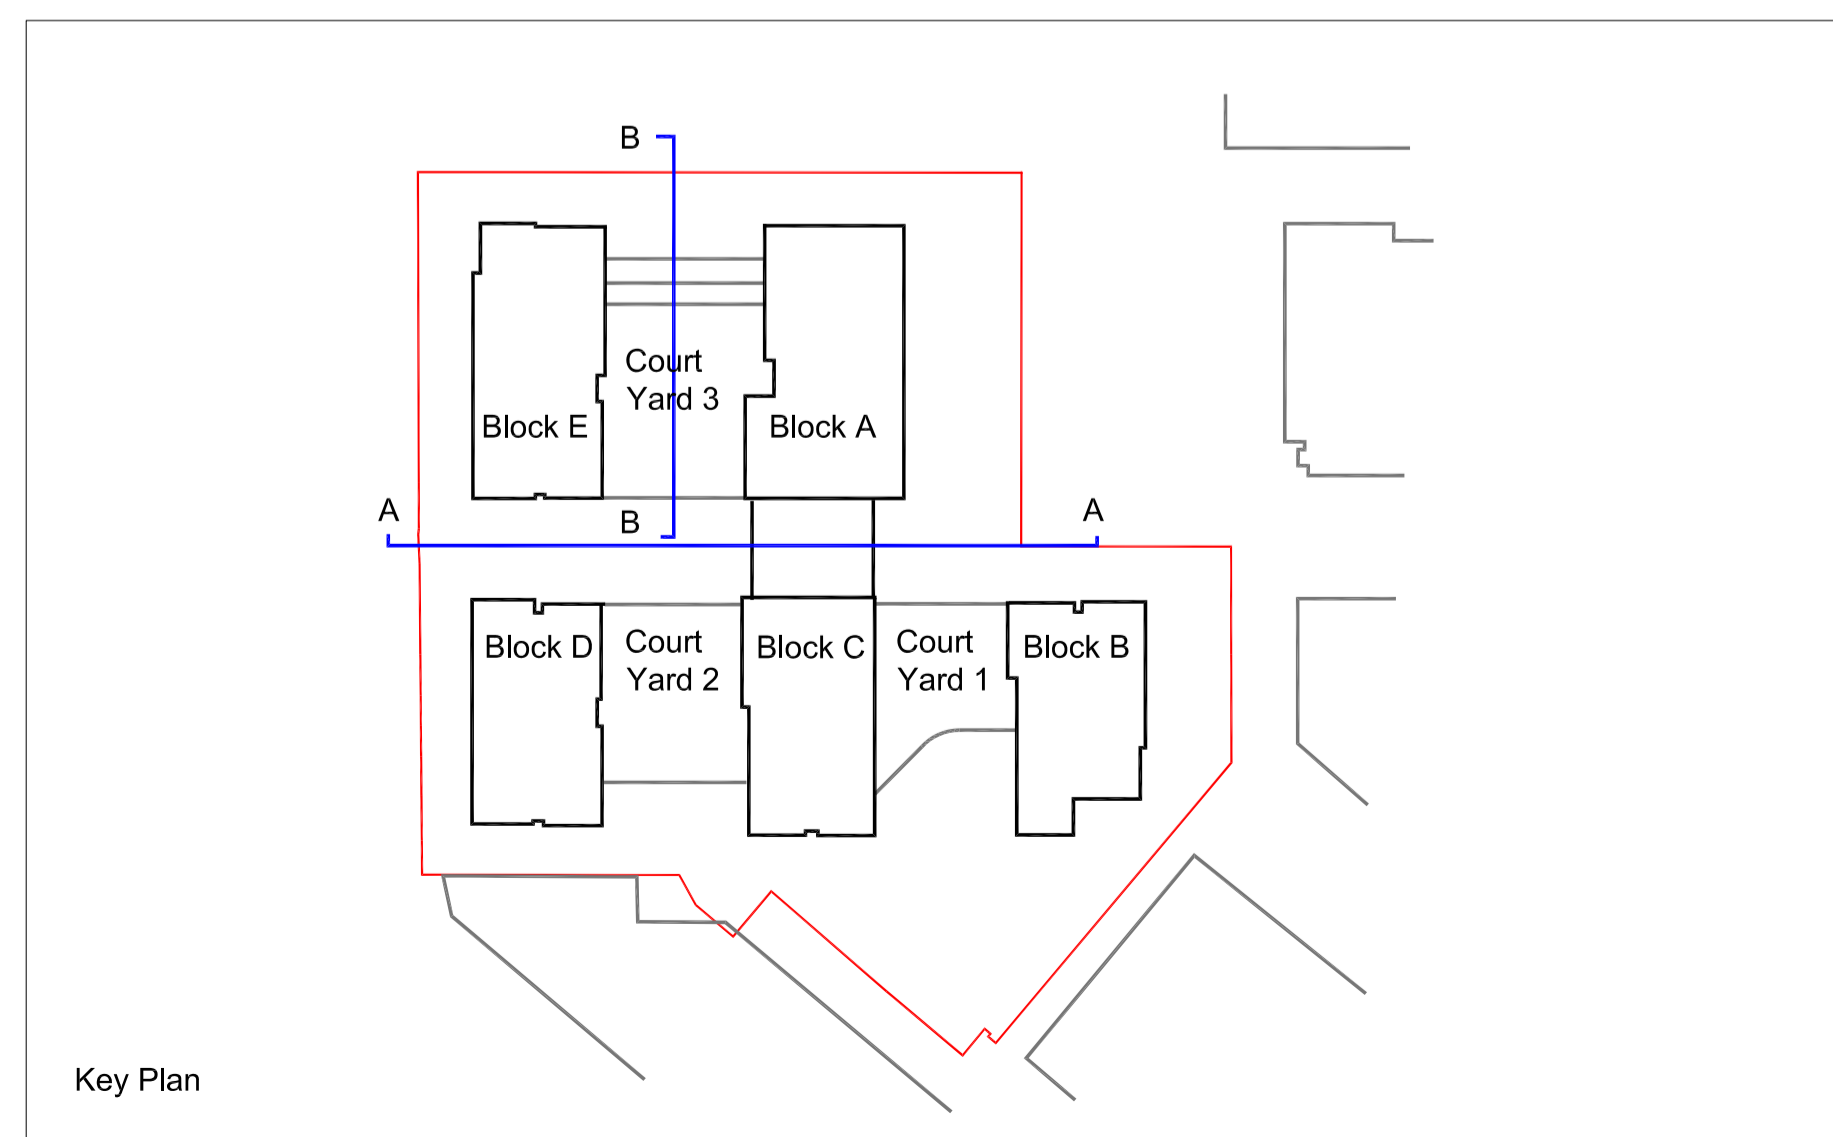 B
Court
Yard 3
Block E
Block A
A
B
A
Block D
Court
Yard 2
Block C
Court
Yard 1
Block B
Key Plan